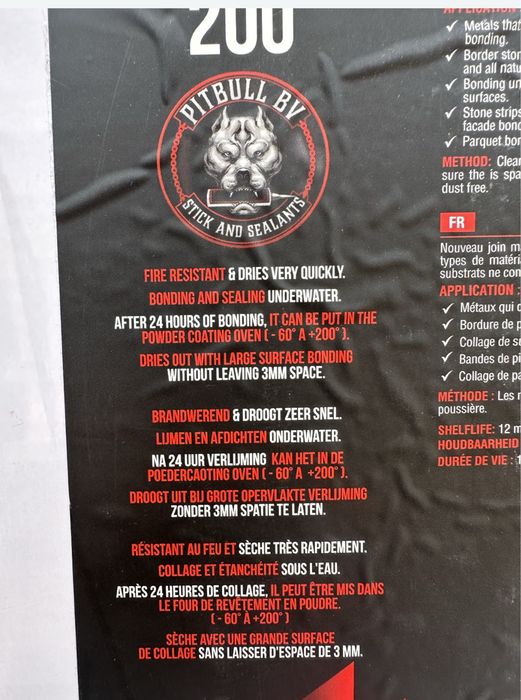 200
PITBULL BV
STICK AND SEALANTS
FIRE RESISTANT & DRIES VERY QUICKLY.
BONDING AND SEALING UNDERWATER.
AFTER 24 HOURS OF BONDING, IT CAN BE PUT IN THE
POWDER COATING OVEN ( - 60° A +200° ).
DRIES OUT WITH LARGE SURFACE BONDING
WITHOUT LEAVING 3MM SPACE.
BRANDWEREND & DROOGT ZEER SNEL.
LIJMEN EN AFDICHTEN ONDERWATER.
NA 24 UUR VERLIJMING KAN HET IN
POEDERCAOTING OVEN ( - 60° A +200° ).
DROOGT UIT BIJ GROTE OPERVLAKTE VERLIJMING
ZONDER 3MM SPATIE TE LATEN.
RÉSISTANT AU FEU ET SÈCHE TRÈS RAPIDEMENT.
COLLAGE ET ÉTANCHÉITÉ SOUS L'EAU.
APRÈS 24 HEURES DE COLLAGE, IL PEUT ÊTRE MIS DANS
LE FOUR DE REVÊTEMENT EN POUDRE.
( - 60° À +200° )
SÈCHE AVEC UNE GRANDE SURFACE
DE COLLAGE SANS LAISSER D'ESPACE DE 3 MM.
APPLICATION
✓ Metals that
bonding.
✓ Border ston
and all natu
✓ Bonding un
surfaces.
✓ Stone strips
facade bond
✓ Parquet bon
METHOD: Clean
sure the is spa
dust free.
FR
Nouveau join m
types de matéri
substrats ne con
APPLICATION :
✓ Métaux qui d
✓ Bordure de p
✓ Collage de su
✓ Bandes de pi
✓ Collage de pa
MÉTHODE : Les m
poussière.
SHELFLIFE: 12 m
HOUDBAARHEID
DURÉE DE VIE : 1